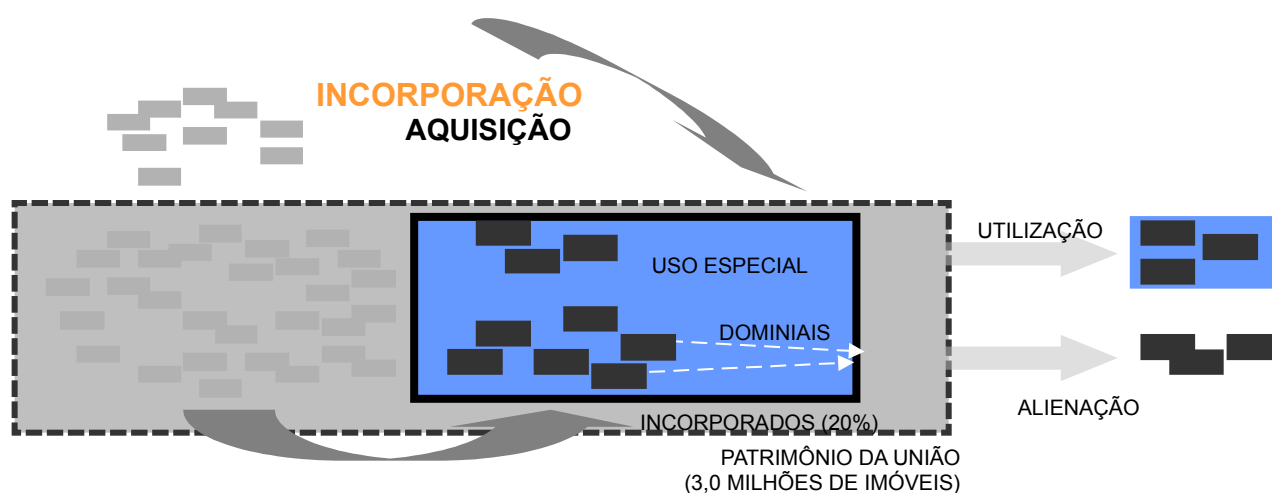 INCORPORAÇÃO
AQUISIÇÃO
UTILIZAÇÃO
USO ESPECIAL
DOMINIAIS
ALIENAÇÃO
INCORPORADOS (20%)
PATRIMÔNIO DA UNIÃO
(3,0 MILHÕES DE IMÓVEIS)